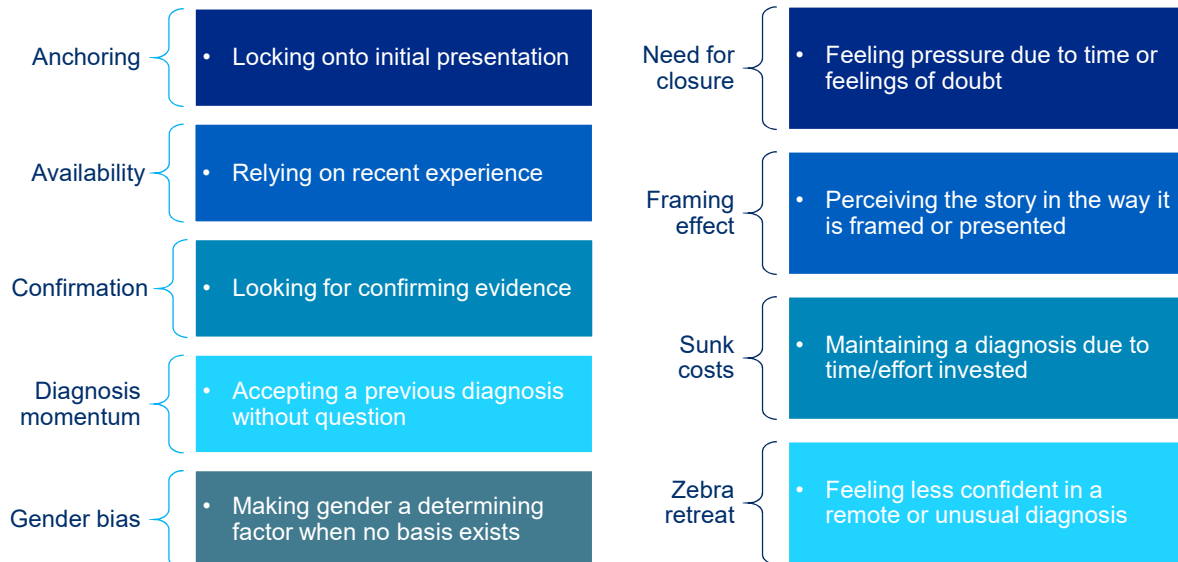 Anchoring
• Locking onto initial presentation
Availability
• Relying on recent experience
Confirmation
• Looking for confirming evidence
Diagnosis
momentum
• Accepting a previous diagnosis
without question
Gender bias
• Making gender a determining
factor when no basis exists
Need for
closure
• Feeling pressure due to time or
feelings of doubt
Framing
effect
• Perceiving the story in the way it
is framed or presented
Sunk
costs
• Maintaining a diagnosis due to
time/effort invested
Zebra
retreat
• Feeling less confident in a
remote or unusual diagnosis